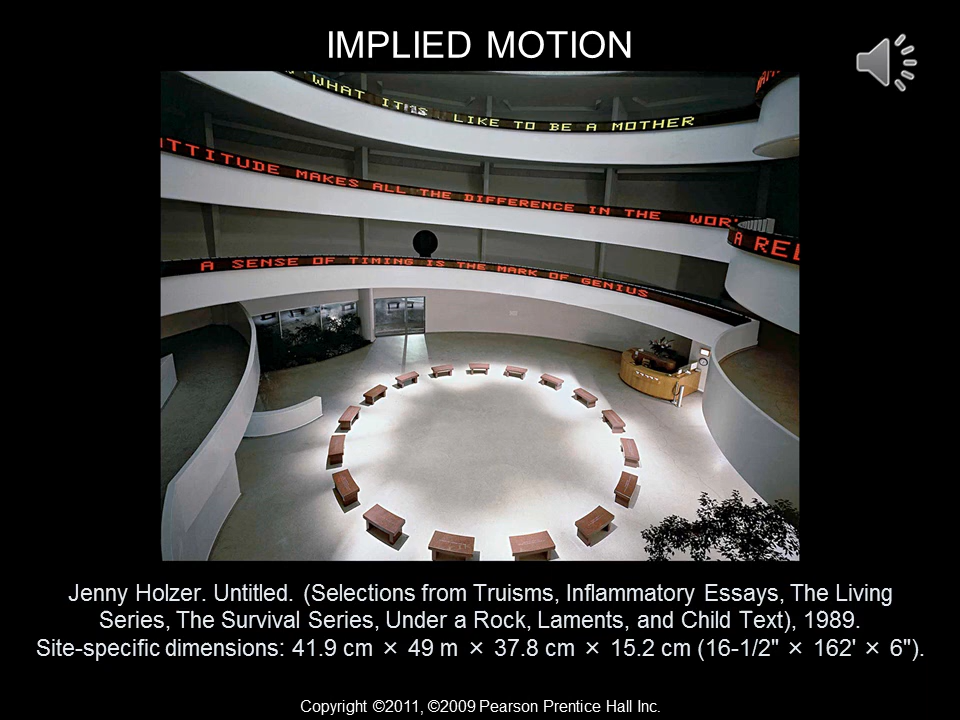 IMPLIED MOTION
WHAT IT IS LIKE TO BE A MOTHER
ATTITUDE MAKES ALL THE DIFFERENCE IN THE
A SENSE OF TIMING IS THE MARK OF GENIUS
Jenny Holzer. Untitled. (Selections from Truisms, Inflammatory Essays, The Living
Series, The Survival Series, Under a Rock, Laments, and Child Text), 1989.
Site-specific dimensions: 41.9 cm × 49 m × 37.8 cm × 15.2 cm (16-1/2" × 162' × 6").
Copyright ©2011, ©2009 Pearson Prentice Hall Inc.